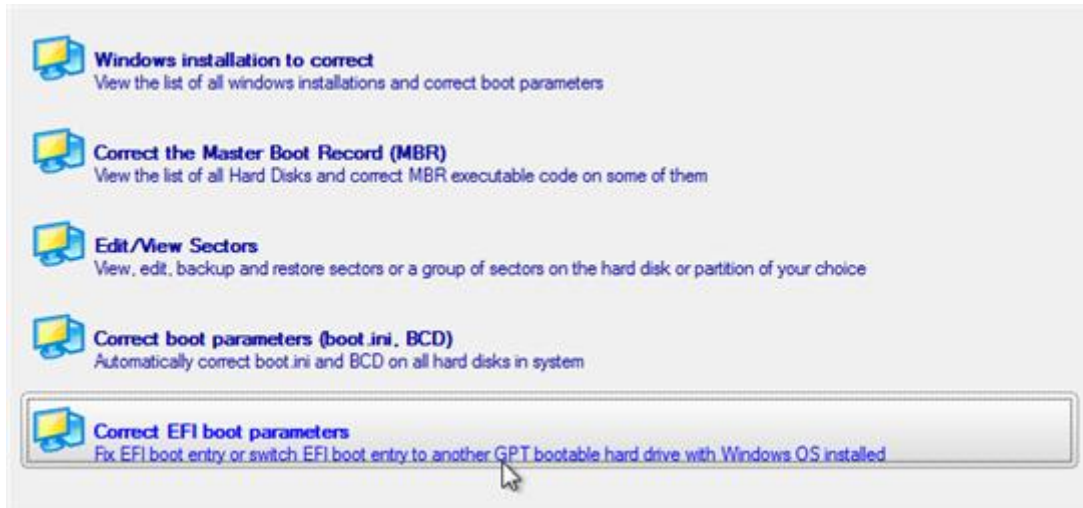 Windows installation to correct
View the list of all windows installations and correct boot parameters
Correct the Master Boot Record (MBR)
View the list of all Hard Disks and correct MBR executable code on some of them
Edit/View Sectors
View, edit, backup and restore sectors or a group of sectors on the hard disk or partition of your choice
Correct boot parameters (boot.ini, BCD)
Automatically correct boot.ini and BCD on all hard disks in system
Correct EFI boot parameters
Fix EFI boot entry or switch EFI boot entry to another GPT bootable hard drive with Windows OS installed